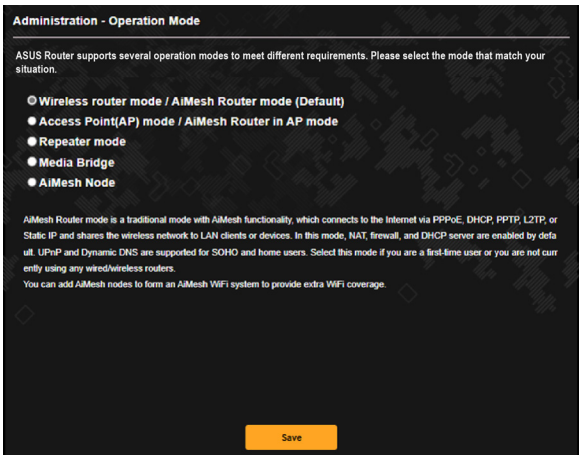 Administration - Operation Mode
ASUS Router supports several operation modes to meet different requirements. Please select the mode that match your
situation.
Wireless router mode / AiMesh Router mode (Default)
Access Point(AP) mode / AiMesh Router in AP mode
Repeater mode
Media Bridge
AiMesh Node
AiMesh Router mode is a traditional mode with AiMesh functionality, which connects to the Internet via PPPoE, DHCP, PPTP, L2TP, or
Static IP and shares the wireless network to LAN clients or devices. In this mode, NAT, firewall, and DHCP server are enabled by defa
ult. UPnP and Dynamic DNS are supported for SOHO and home users. Select this mode if you are a first-time user or you are not curr
ently using any wired/wireless routers.
You can add AiMesh nodes to form an AiMesh WiFi system to provide extra WiFi coverage.
Save